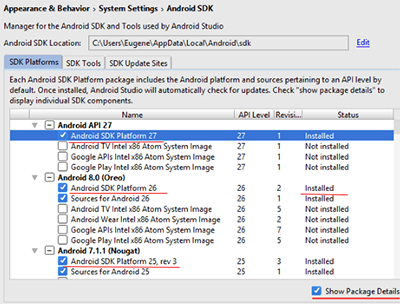 Appearance & Behavior › System Settings › Android SDK
Manager for the Android SDK and Tools used by Android Studio
Android SDK Location: C:\Users\Eugene\AppData\Local\Android\sdk Edit
SDK Platforms SDK Tools SDK Update Sites
Each Android SDK Platform package includes the Android platform and sources pertaining to an API level by
default. Once installed, Android Studio will automatically check for updates. Check "show package details" to
display individual SDK components.
Name API Level Revisi... Status
Android API 27
Android SDK Platform 27 27 1 Installed
Android TV Intel x86 Atom System Image 27 1 Not installed
Google APIs Intel x86 Atom System Image 27 1 Not installed
Google Play Intel x86 Atom System Image 27 1 Not installed
Android 8.0 (Oreo)
Android SDK Platform 26 26 2 Installed
Sources for Android 26 26 1 Installed
Android TV Intel x86 Atom System Image 26 5 Not installed
Android Wear Intel x86 Atom System Image 26 2 Not installed
Google APIs Intel x86 Atom System Image 26 7 Not installed
Google Play Intel x86 Atom System Image 26 5 Not installed
Android 7.1.1 (Nougat)
Android SDK Platform 25, rev 3 25 3 Installed
Sources for Android 25 25 1 Installed
Show Package Details